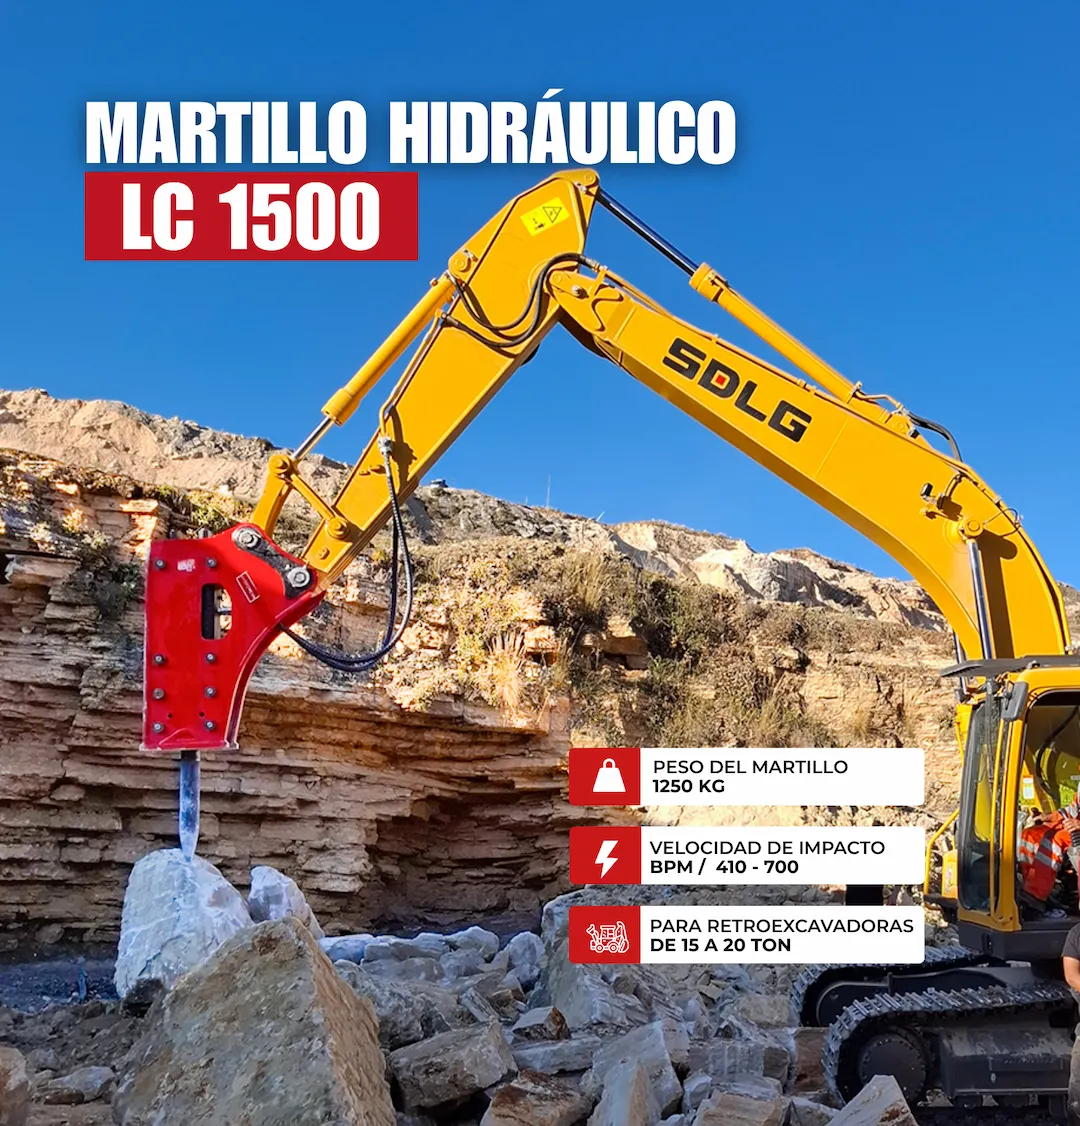 MARTILLO HIDRÁULICO
LC 1500
SDLG
PESO DEL MARTILLO
1250 KG
VELOCIDAD DE IMPACTO
BPM / 410 - 700
PARA RETROEXCAVADORAS
DE 15 A 20 TON